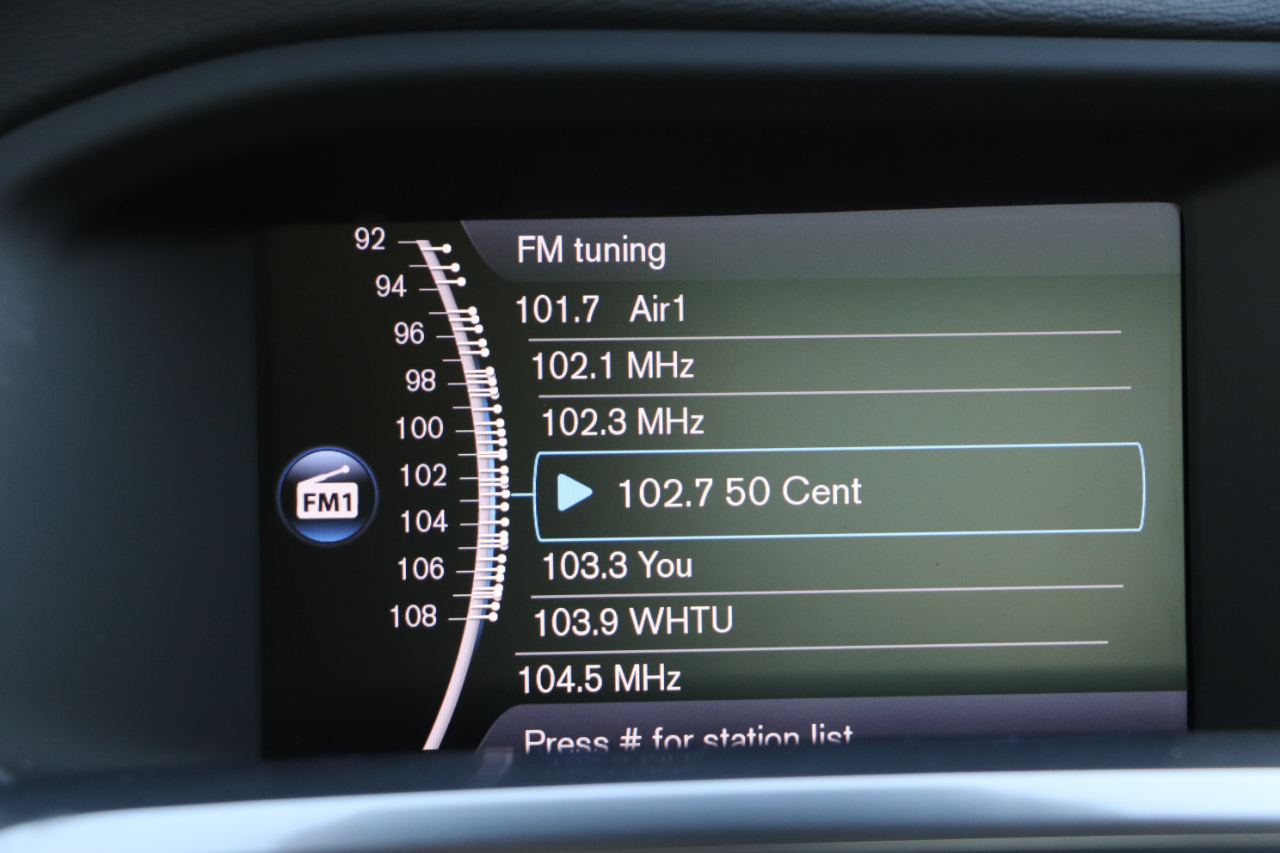 92
94
96
98
100
102
104
106
108
FM1
FM tuning
101.7 Air1
102.1 MHz
102.3 MHz
102.7 50 Cent
103.3 You
103.9 WHTU
104.5 MHz
Press # for station list